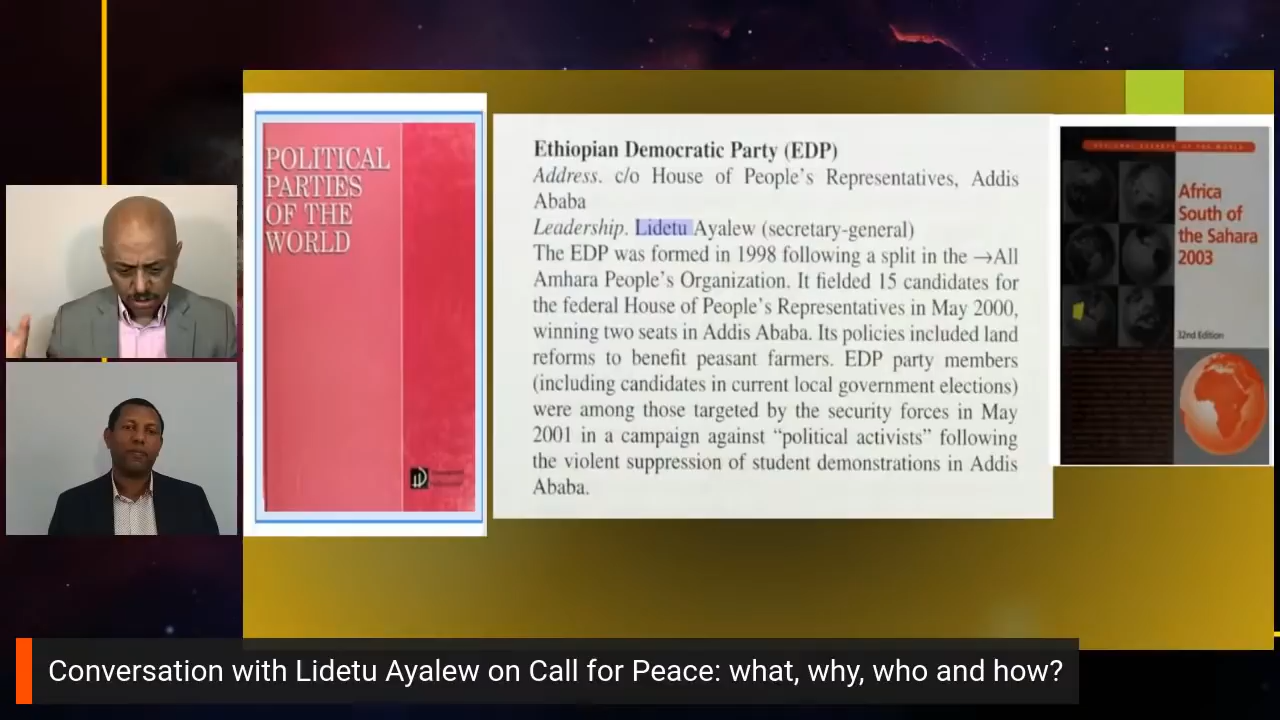 POLITICAL
PARTIES
OF THE
WORLD
Ethiopian Democratic Party (EDP)
Address. c/o House of People's Representatives, Addis
Ababa
Leadership. Lidetu Ayalew (secretary-general)
The EDP was formed in 1998 following a split in the →All
Amhara People's Organization. It fielded 15 candidates for
the federal House of People's Representatives in May 2000,
winning two seats in Addis Ababa. Its policies included land
reforms to benefit peasant farmers. EDP party members
(including candidates in current local government elections)
were among those targeted by the security forces in May
2001 in a campaign against “political activists” following
the violent suppression of student demonstrations in Addis
Ababa.
OF THE WORLD
Africa
South of
the Sahara
2003
32nd Edition
Conversation with Lidetu Ayalew on Call for Peace: what, why, who and how?